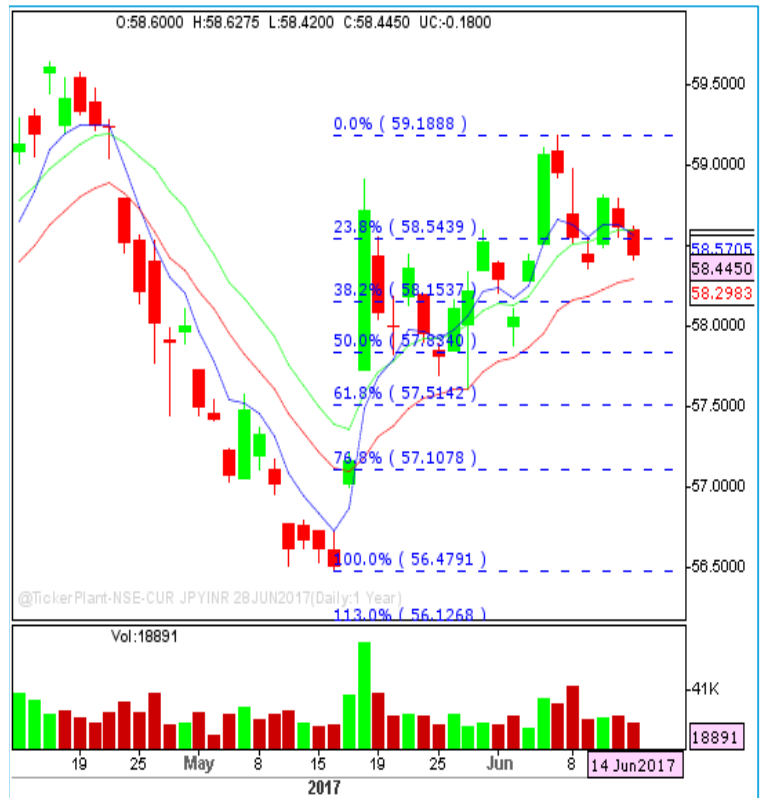 O:58.6000 H:58.6275 L:58.4200 C:58.4450 UC:-0.1800
59.5000
0.0% ( 59.1888 )
59.0000
23.8% ( 58.5439 )
58.5705
58.4450
58.2983
38.2% ( 58.1537 )
58.0000
50.0% ( 57.8340 )
61.8% ( 57.5142 )
57.5000
76.8% ( 57.1078 )
57.0000
100.0% ( 56.4791 )
56.5000
@TickerPlant-NSE-CUR JPYINR 28JUN2017(Daily:1 Year)
113.0% ( 56.1268 )
Vol:18891
41K
18891
19 25 May 8 15 19 25 Jun 8 14 Jun2017
2017